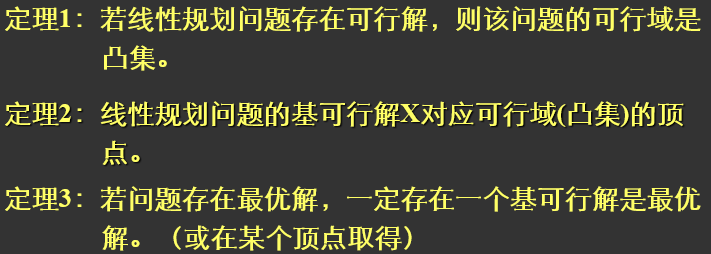 定理1：若线性规划问题存在可行解，则该问题的可行域是
凸集。
定理2：线性规划问题的基可行解X对应可行域(凸集)的顶
点。
定理3：若问题存在最优解，一定存在一个基可行解是最优
解。（或在某个顶点取得）